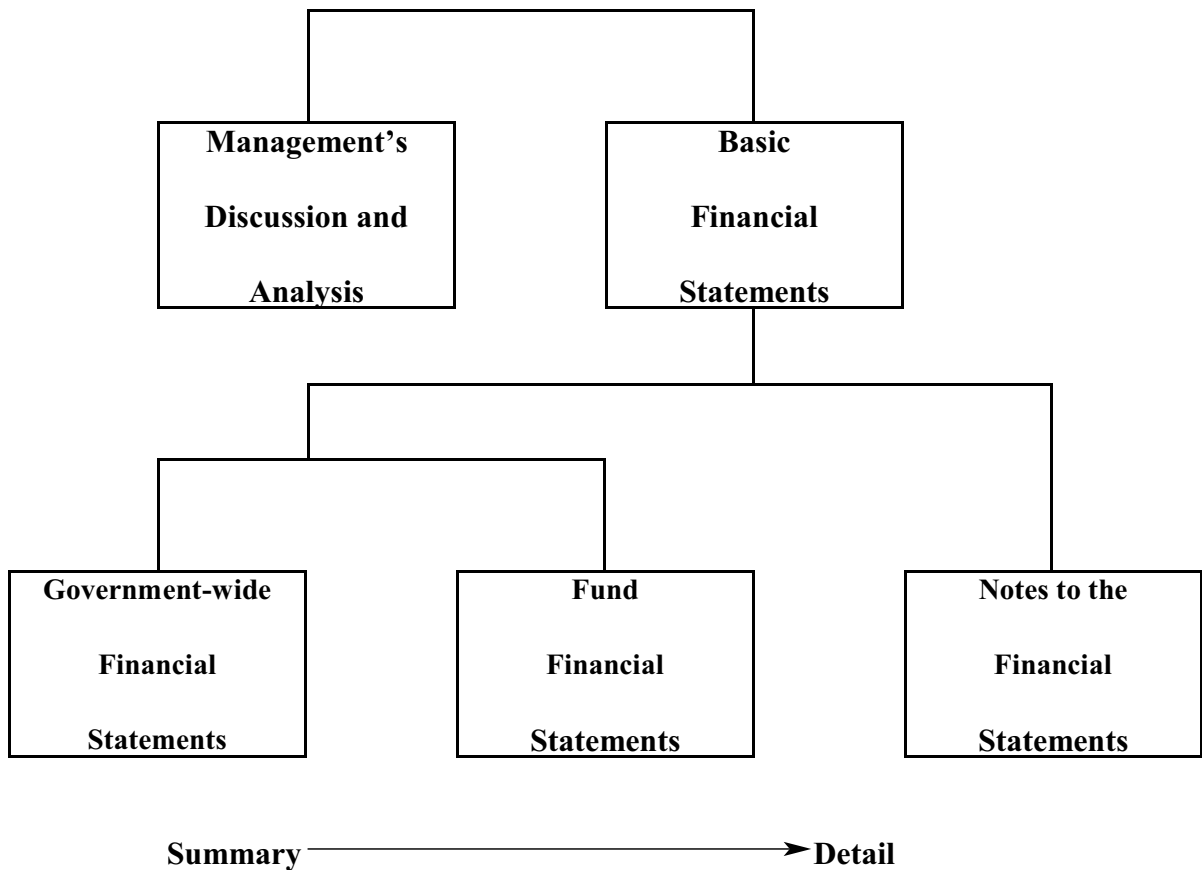 Management’s
Discussion and
Analysis
Basic
Financial
Statements
Government-wide
Financial
Statements
Fund
Financial
Statements
Notes to the
Financial
Statements
Summary
Detail